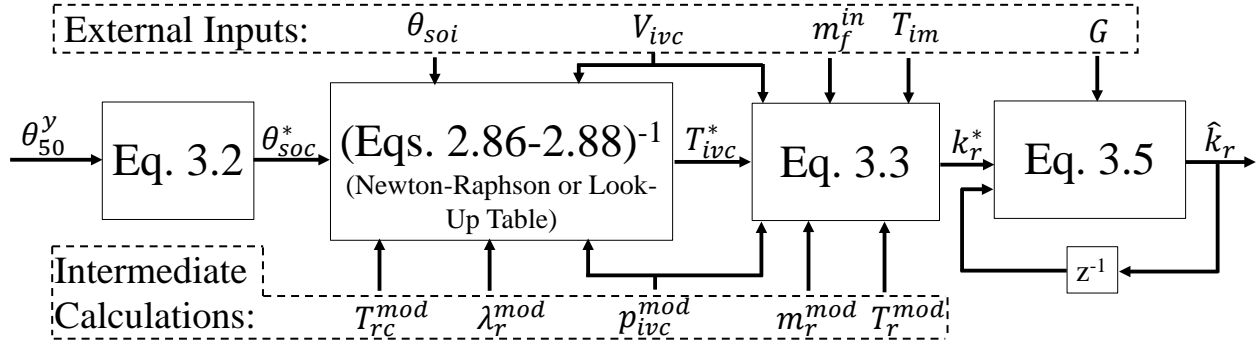 External Inputs: θ_soi V_ivc m_f^in T_im G
θ_50^y
Eq. 3.2
θ_soc^*
(Eqs. 2.86-2.88)^-1
(Newton-Raphson or Look-
Up Table)
T_ivc^*
Eq. 3.3
k_r^*
Eq. 3.5
k̂_r
z^-1
Intermediate
Calculations: T_rc^mod λ_r^mod p_ivc^mod m_r^mod T_r^mod